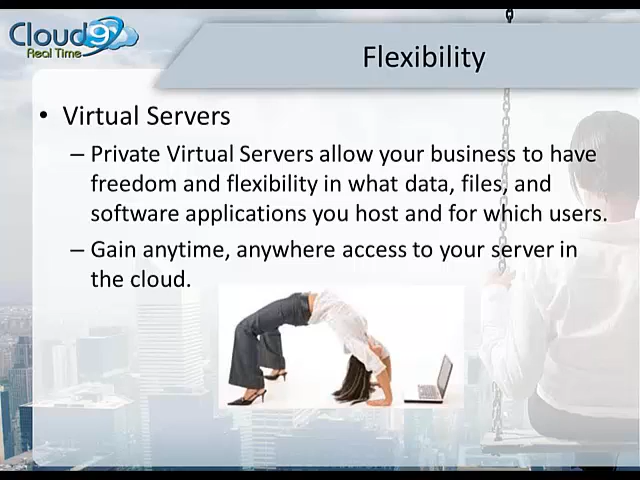 Cloud9
Real Time
Flexibility
• Virtual Servers
– Private Virtual Servers allow your business to have
freedom and flexibility in what data, files, and
software applications you host and for which users.
– Gain anytime, anywhere access to your server in
the cloud.